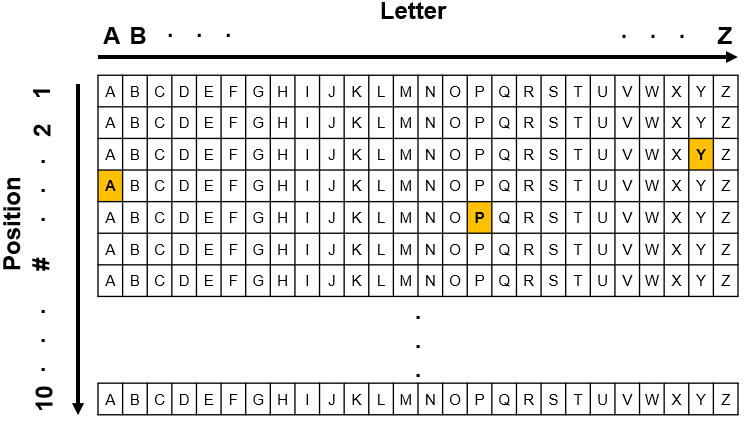 Letter
A B . . . . . . Z
Position
1 2 . . . # . . . 10
A B C D E F G H I J K L M N O P Q R S T U V W X Y Z
A B C D E F G H I J K L M N O P Q R S T U V W X Y Z
A B C D E F G H I J K L M N O P Q R S T U V W X Y Z
A B C D E F G H I J K L M N O P Q R S T U V W X Y Z
A B C D E F G H I J K L M N O P Q R S T U V W X Y Z
A B C D E F G H I J K L M N O P Q R S T U V W X Y Z
A B C D E F G H I J K L M N O P Q R S T U V W X Y Z
.
.
.
A B C D E F G H I J K L M N O P Q R S T U V W X Y Z